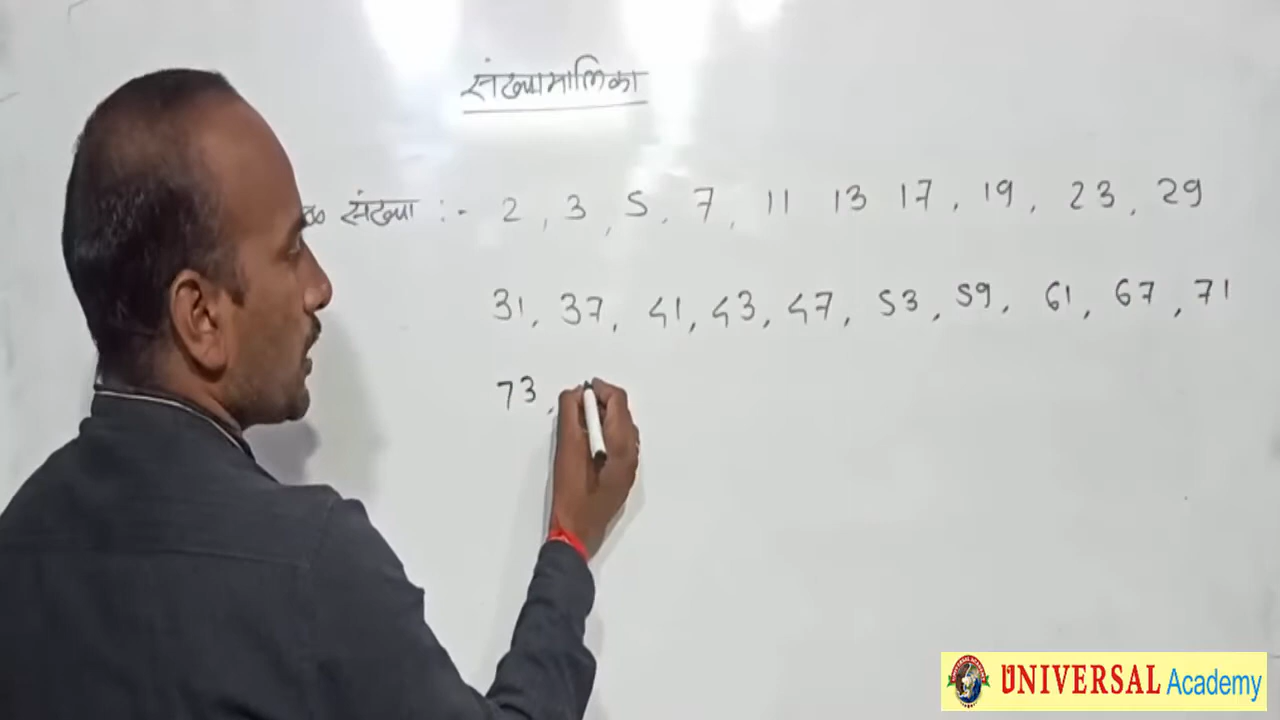 संख्यामालिका
संख्या :- 2, 3, 5, 7, 11 13 17, 19, 23, 29
31, 37, 41, 43, 47, 53, 59, 61, 67, 71
73,
UNIVERSAL Academy